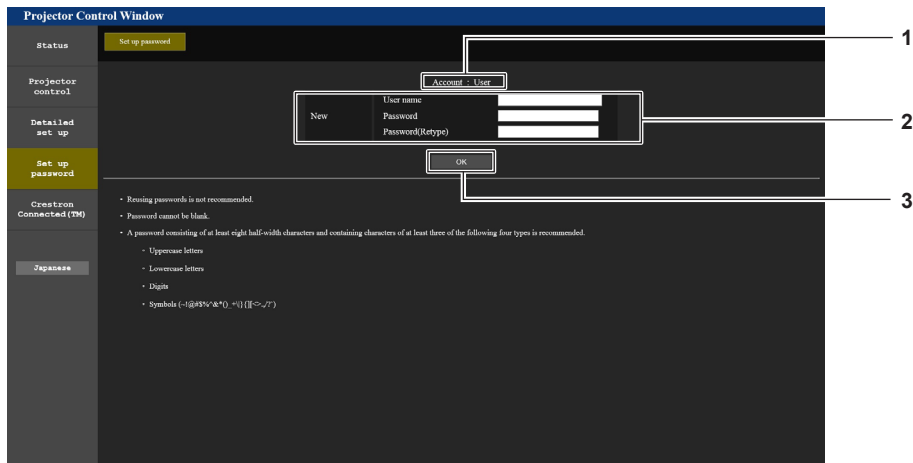 Projector Control Window
Status
Set up password
1
Projector
control
Account : User
User name
New
Password
2
Password(Retype)
Detailed
set up
Set up
password
OK
3
Crestron
Connected(TM)
• Reusing passwords is not recommended.
• Password cannot be blank.
• A password consisting of at least eight half-width characters and containing characters of at least three of the following four types is recommended.
• Uppercase letters
Japanese
• Lowercase letters
• Digits
• Symbols (~!@#$%^&*()_+\|}{][<>.,/?`)